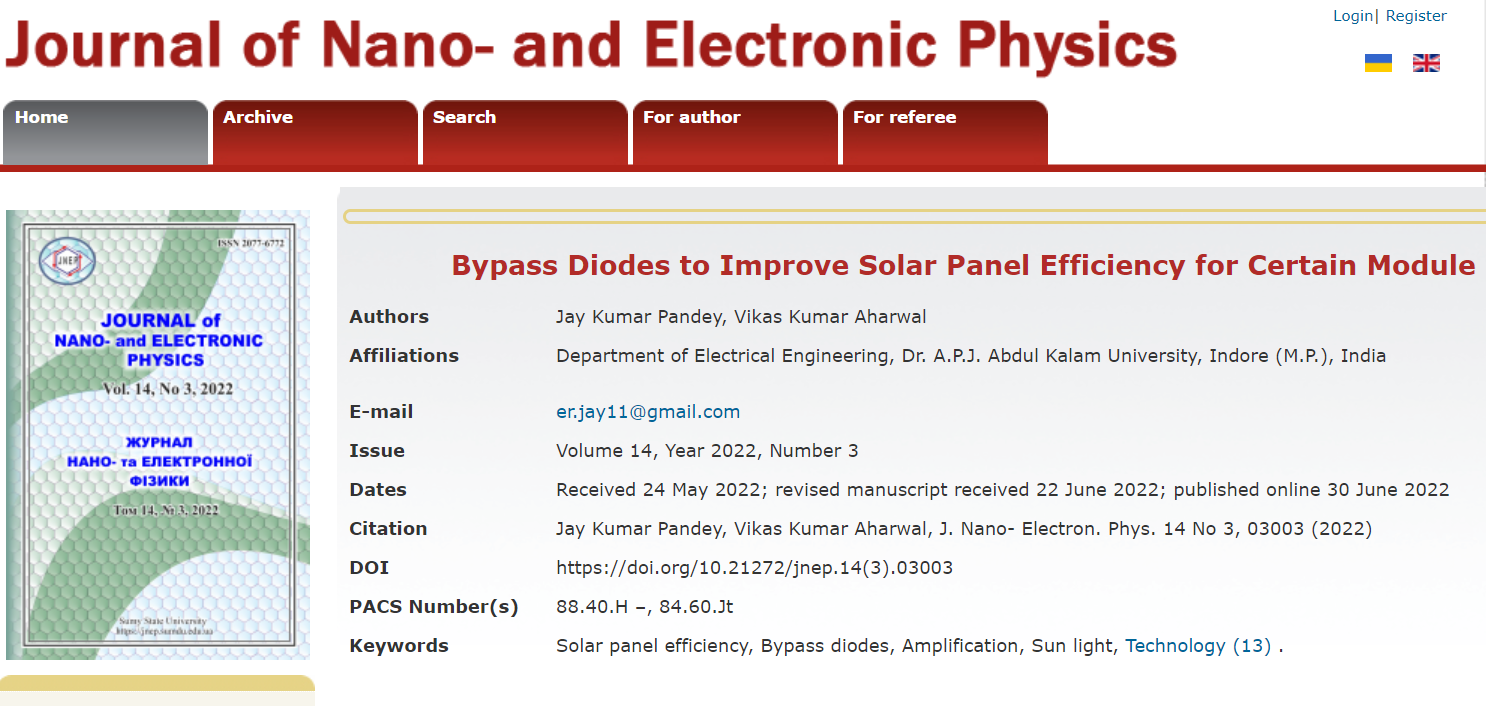 Journal of Nano- and Electronic Physics
Login| Register
Home
Archive
Search
For author
For referee
ISSN 2077-6772
JNEP
JOURNAL of
NANO- and ELECTRONIC
PHYSICS
Vol. 14, No 3, 2022
ЖУРНАЛ
НАНО- та ЕЛЕКТРОННОЇ
ФІЗИКИ
Том 14, № 3, 2022
Sumy State University
https://jnep.sumdu.edu.ua
Bypass Diodes to Improve Solar Panel Efficiency for Certain Module
Authors Jay Kumar Pandey, Vikas Kumar Aharwal
Affiliations Department of Electrical Engineering, Dr. A.P.J. Abdul Kalam University, Indore (M.P.), India
E-mail er.jay11@gmail.com
Issue Volume 14, Year 2022, Number 3
Dates Received 24 May 2022; revised manuscript received 22 June 2022; published online 30 June 2022
Citation Jay Kumar Pandey, Vikas Kumar Aharwal, J. Nano- Electron. Phys. 14 No 3, 03003 (2022)
DOI https://doi.org/10.21272/jnep.14(3).03003
PACS Number(s) 88.40.H –, 84.60.Jt
Keywords Solar panel efficiency, Bypass diodes, Amplification, Sun light, Technology (13) .